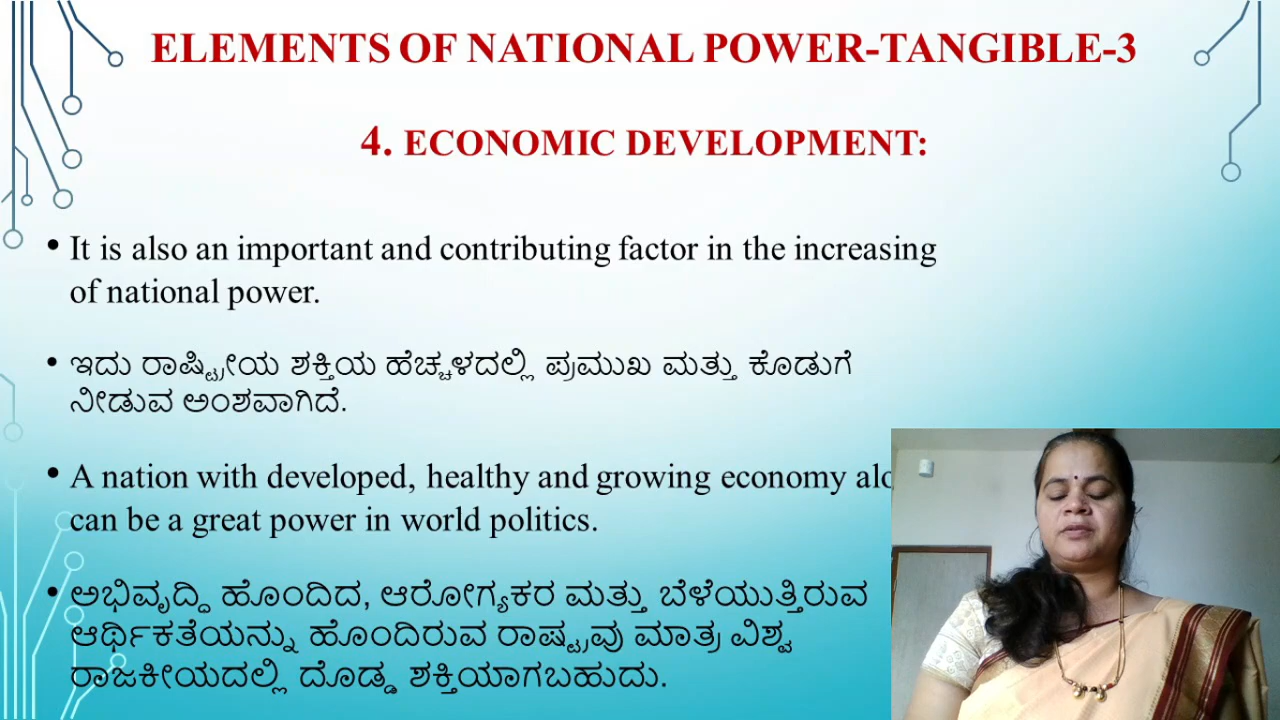 ELEMENTS OF NATIONAL POWER-TANGIBLE-3
4. ECONOMIC DEVELOPMENT:
• It is also an important and contributing factor in the increasing
of national power.
• ಇದು ರಾಷ್ಟ್ರೀಯ ಶಕ್ತಿಯ ಹೆಚ್ಚಳದಲ್ಲಿ ಪ್ರಮುಖ ಮತ್ತು ಕೊಡುಗೆ
ನೀಡುವ ಅಂಶವಾಗಿದೆ.
• A nation with developed, healthy and growing economy
can be a great power in world politics.
• ಅಭಿವೃದ್ದಿ ಹೊಂದಿದ, ಆರೋಗ್ಯಕರ ಮತ್ತು ಬೆಳೆಯುತ್ತಿರುವ
ಆರ್ಥಿಕತೆಯನ್ನು ಹೊಂದಿರುವ ರಾಷ್ಟ್ರವು ಮಾತ್ರ ವಿಶ್ವ
ರಾಜಕೀಯದಲ್ಲಿ ದೊಡ್ಡ ಶಕ್ತಿಯಾಗಬಹುದು.